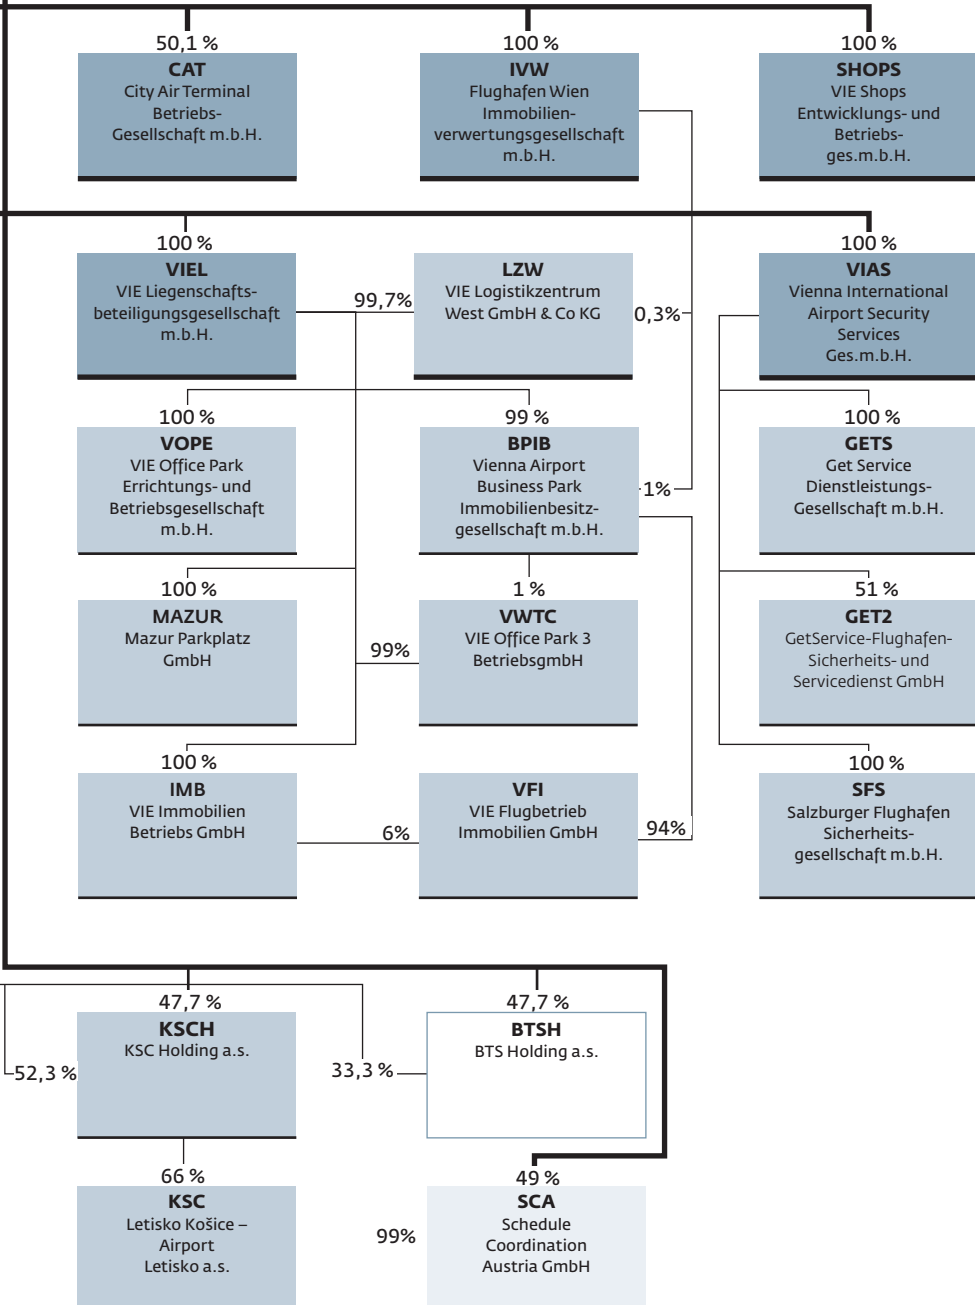 50,1 %
CAT
City Air Terminal
Betriebs-
Gesellschaft m.b.H.
100 %
IVW
Flughafen Wien
Immobilien-
verwertungsgesellschaft
m.b.H.
100 %
SHOPS
VIE Shops
Entwicklungs- und
Betriebs-
ges.m.b.H.
100 %
VIEL
VIE Liegenschafts-
beteiligungsgesellschaft
m.b.H.
99,7%
LZW
VIE Logistikzentrum
West GmbH & Co KG
0,3%
100 %
VIAS
Vienna International
Airport Security
Services
Ges.m.b.H.
100 %
VOPE
VIE Office Park
Errichtungs- und
Betriebsgesellschaft
m.b.H.
99 %
BPIB
Vienna Airport
Business Park
Immobilienbesitz-
gesellschaft m.b.H.
1%
100 %
GETS
Get Service
Dienstleistungs-
Gesellschaft m.b.H.
100 %
MAZUR
Mazur Parkplatz
GmbH
99%
1 %
VWTC
VIE Office Park 3
BetriebsgmbH
51 %
GET2
GetService-Flughafen-
Sicherheits- und
Servicedienst GmbH
100 %
IMB
VIE Immobilien
Betriebs GmbH
6%
VFI
VIE Flugbetrieb
Immobilien GmbH
94%
100 %
SFS
Salzburger Flughafen
Sicherheits-
gesellschaft m.b.H.
47,7 %
KSCH
KSC Holding a.s.
52,3 %
47,7 %
BTSH
BTS Holding a.s.
33,3 %
66 %
KSC
Letisko Košice –
Airport
Letisko a.s.
99%
49 %
SCA
Schedule
Coordination
Austria GmbH